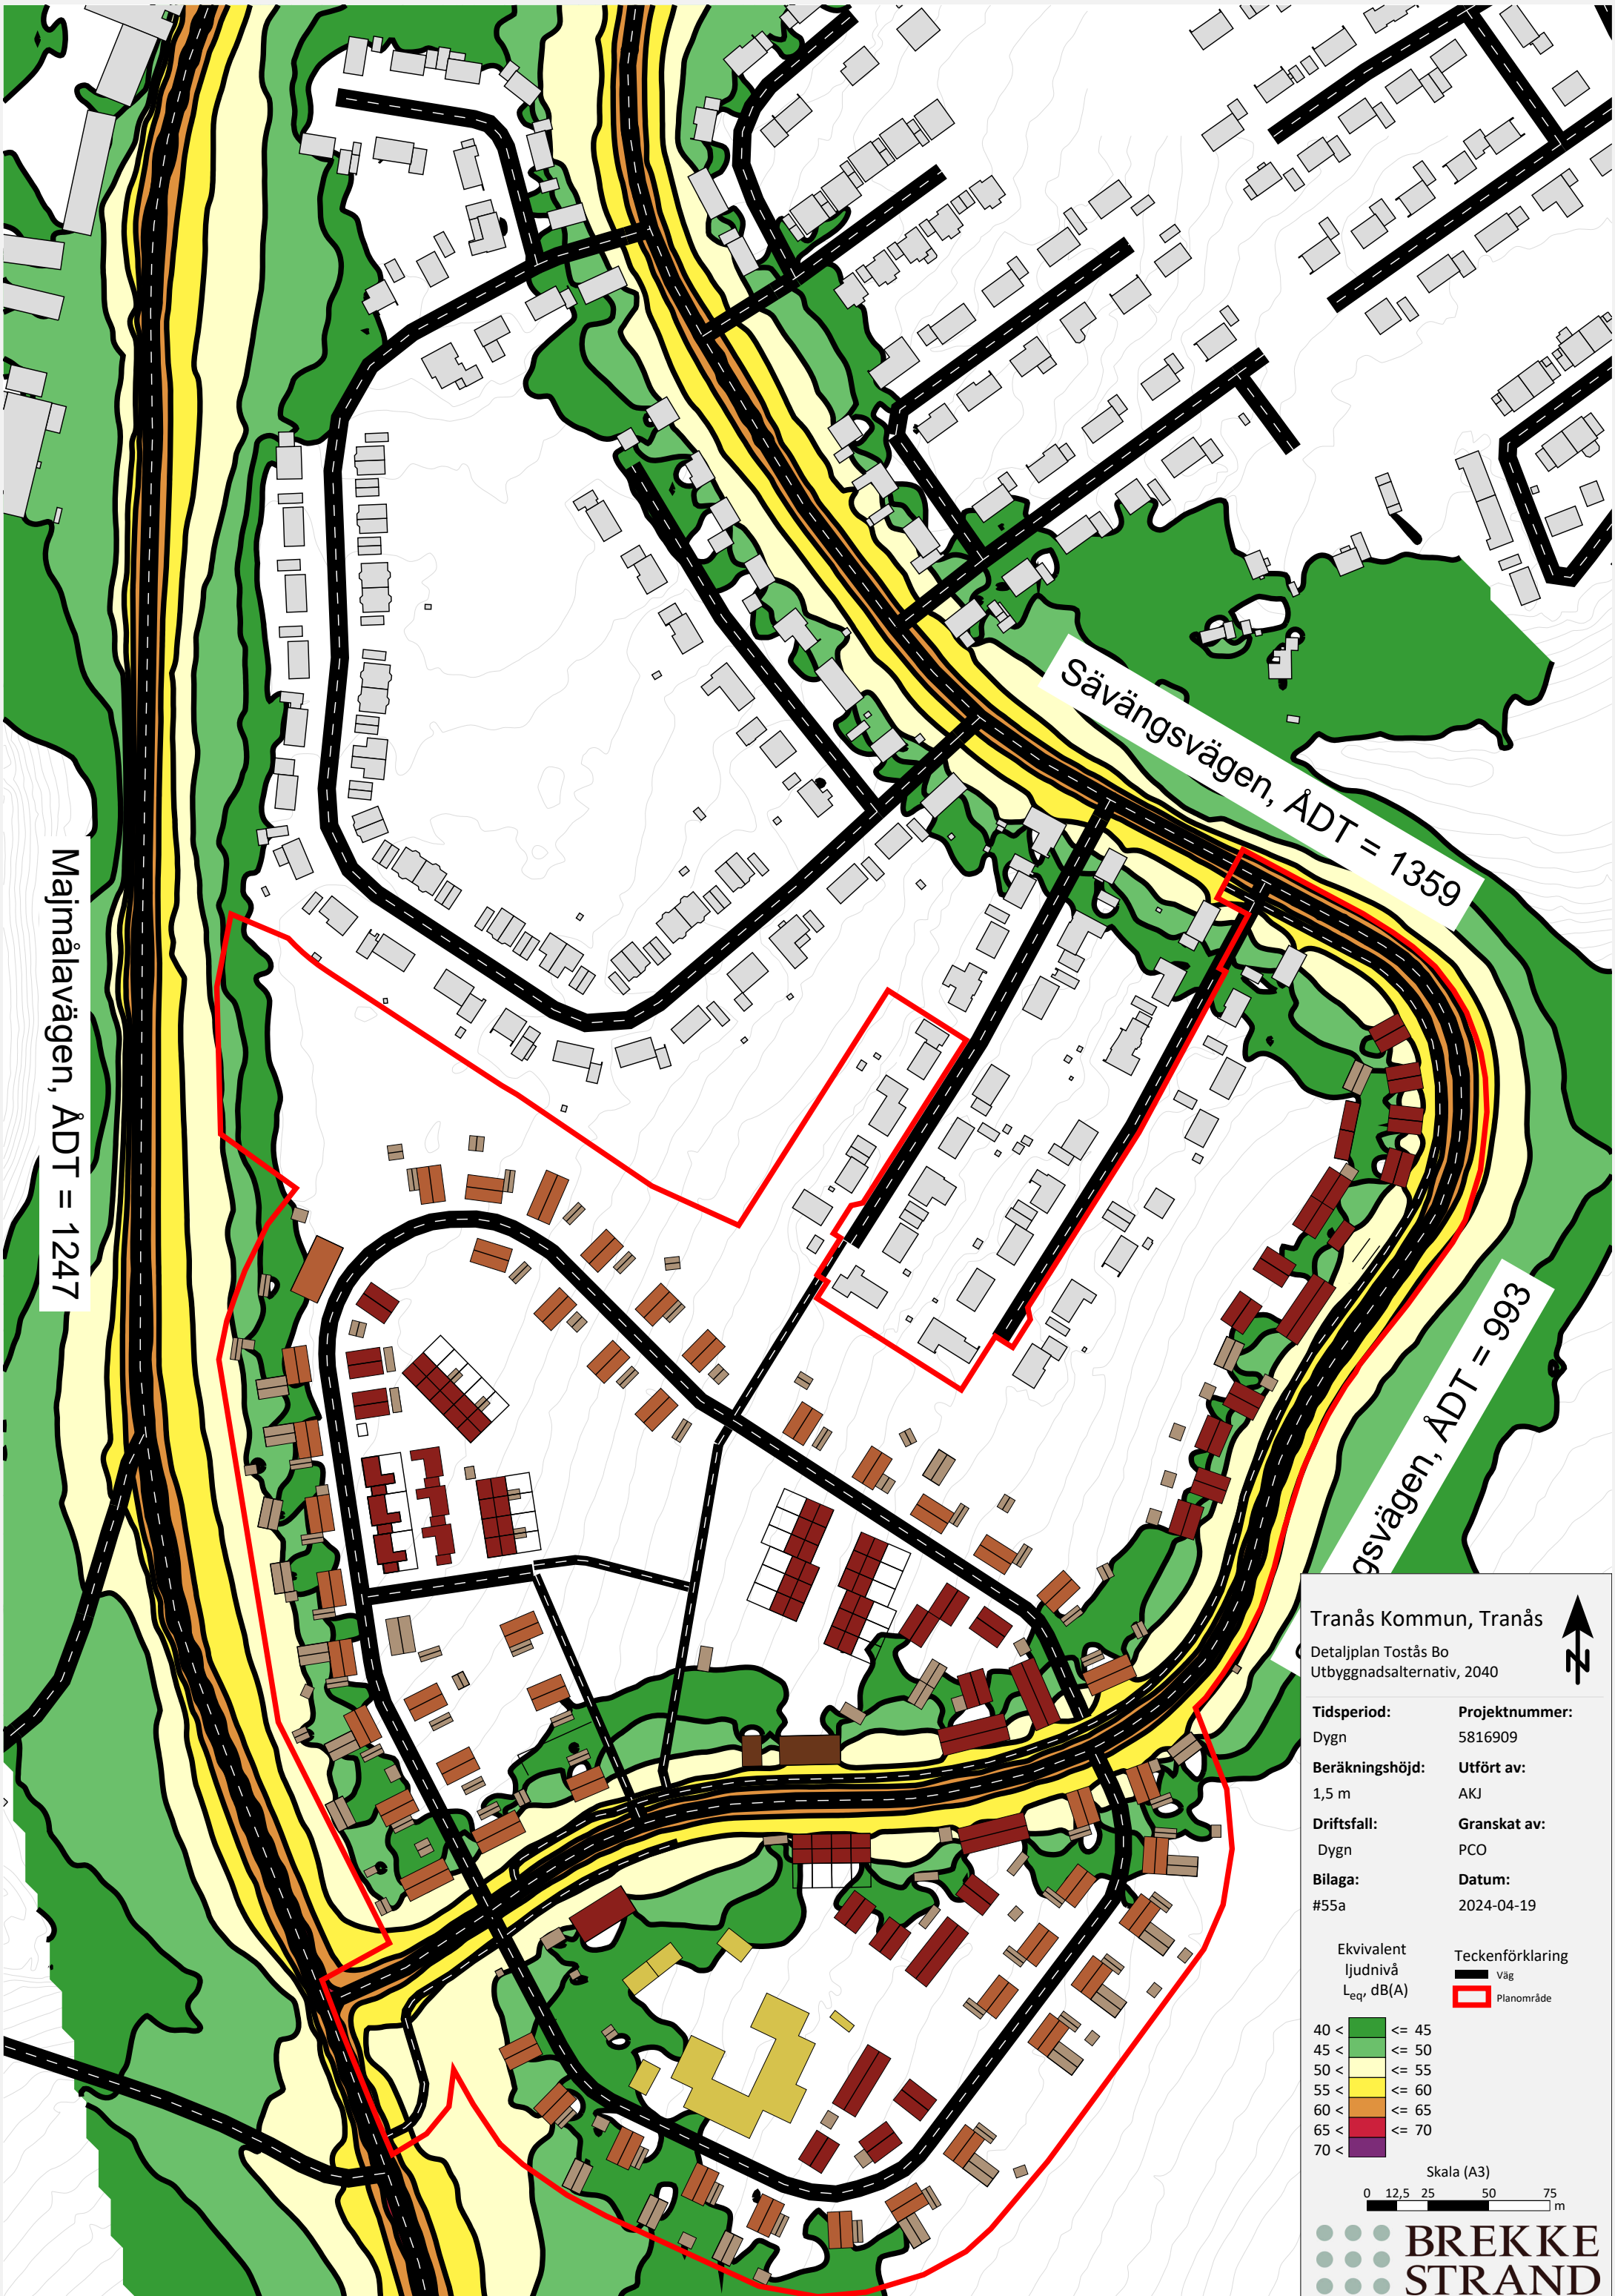 Sävängsvägen, ÅDT = 1359
Majmålavägen, ÅDT = 1247
gsvägen, ÅDT = 993
Tranås Kommun, Tranås
Detaljplan Tostås Bo
Utbyggnadsalternativ, 2040
N
Tidsperiod: Projektnummer:
Dygn 5816909
Beräkningshöjd: Utfört av:
1,5 m AKJ
Driftsfall: Granskat av:
Dygn PCO
Bilaga: Datum:
#55a 2024-04-19
Ekvivalent
ljudnivå
Leq, dB(A)
Teckenförklaring
Väg
Planområde
40 < <= 45
45 < <= 50
50 < <= 55
55 < <= 60
60 < <= 65
65 < <= 70
70 <
Skala (A3)
0 12,5 25 50 75
m
BREKKE
STRAND